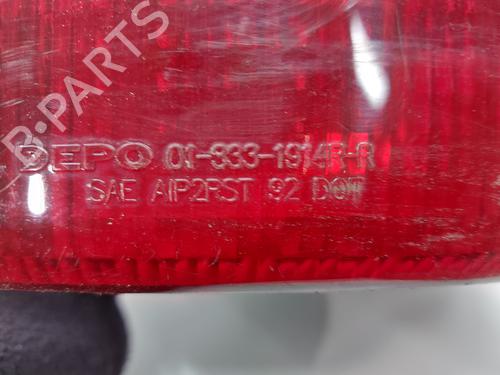 B-PARTS
DEPO 01-333-1914R-R
SAE AIP2RST 92 DOT